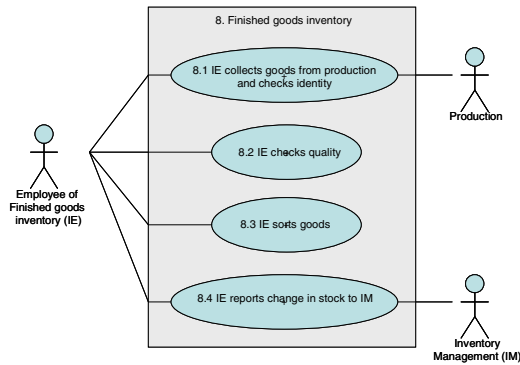 8. Finished goods inventory
8.1 IE collects goods from production
and checks identity
Production
8.2 IE checks quality
Employee of
Finished goods
inventory (IE)
8.3 IE sorts goods
8.4 IE reports change in stock to IM
Inventory
Management (IM)